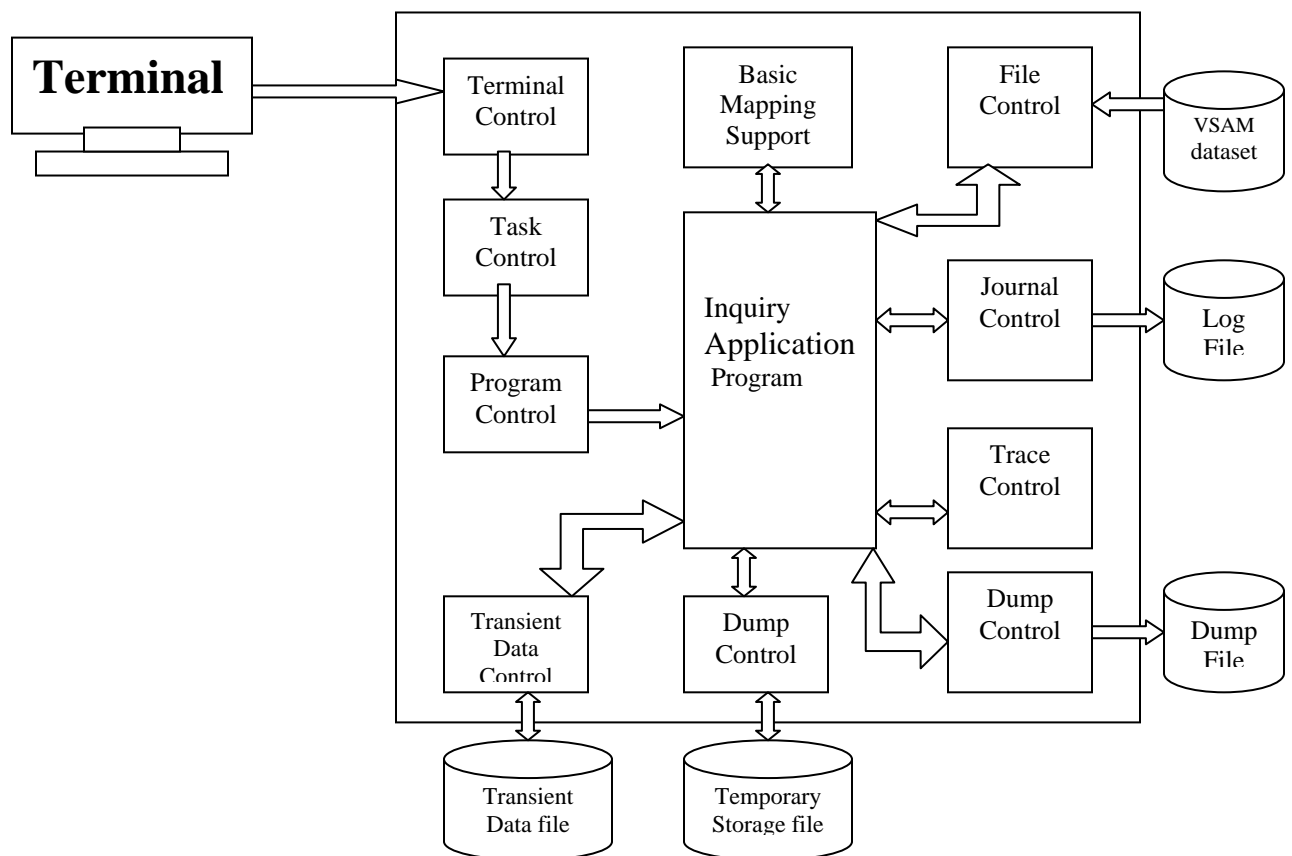 Terminal
Terminal
Control
Basic
Mapping
Support
File
Control
VSAM
dataset
Task
Control
Inquiry
Application
Program
Journal
Control
Log
File
Program
Control
Trace
Control
Transient
Data
Control
Dump
Control
Dump
Control
Dump
File
Transient
Data file
Temporary
Storage file